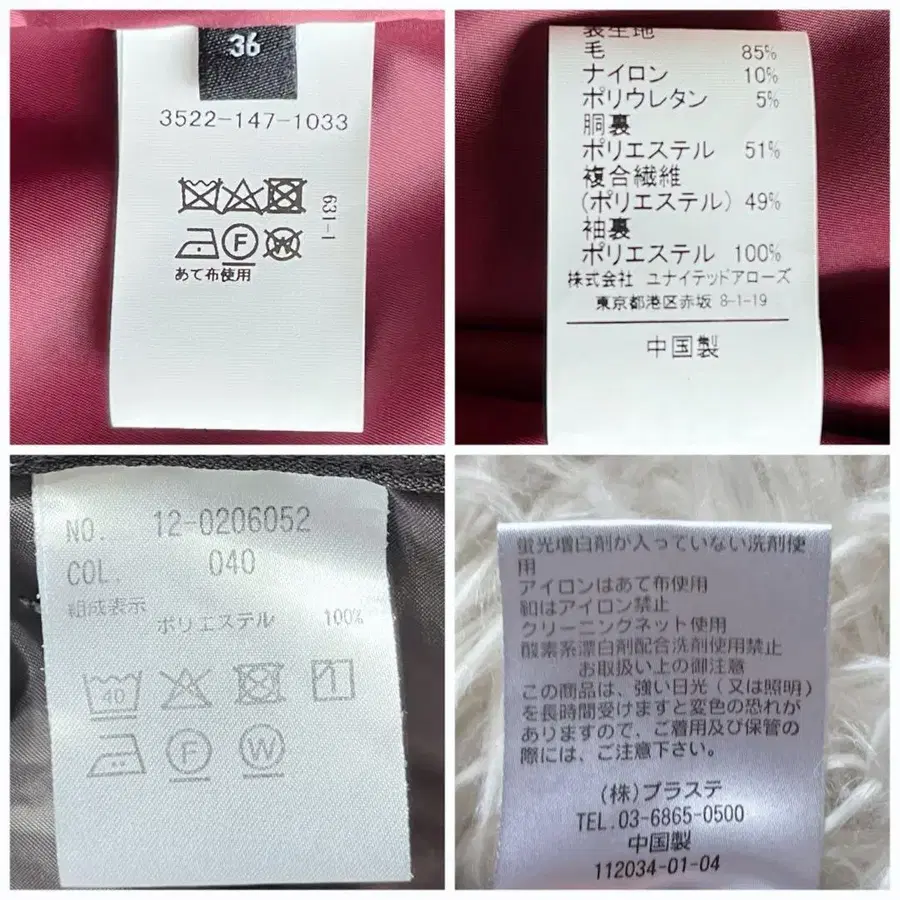 36
3522-147-1033
631-1
F
W
あて布使用
表生地
毛 85%
ナイロン 10%
ポリウレタン 5%
胴裏
ポリエステル 51%
複合繊維
(ポリエステル) 49%
袖裏
ポリエステル 100%
株式会社 ユナイテッドアローズ
東京都港区赤坂 8-1-19
中国製
NO. 12-0206052
COL. 040
組成表示
ポリエステル 100%
40
F
W
蛍光増白剤が入っていない洗剤使
用
アイロンはあて布使用
釦はアイロン禁止
クリーニングネット使用
酸素系漂白剤配合洗剤使用禁止
お取扱い上の御注意
この商品は、強い日光(又は照明)
を長時間受けますと変色の恐れが
ありますので、ご着用及び保管の
際には、ご注意下さい。
(株)プラステ
TEL.03-6865-0500
中国製
112034-01-04